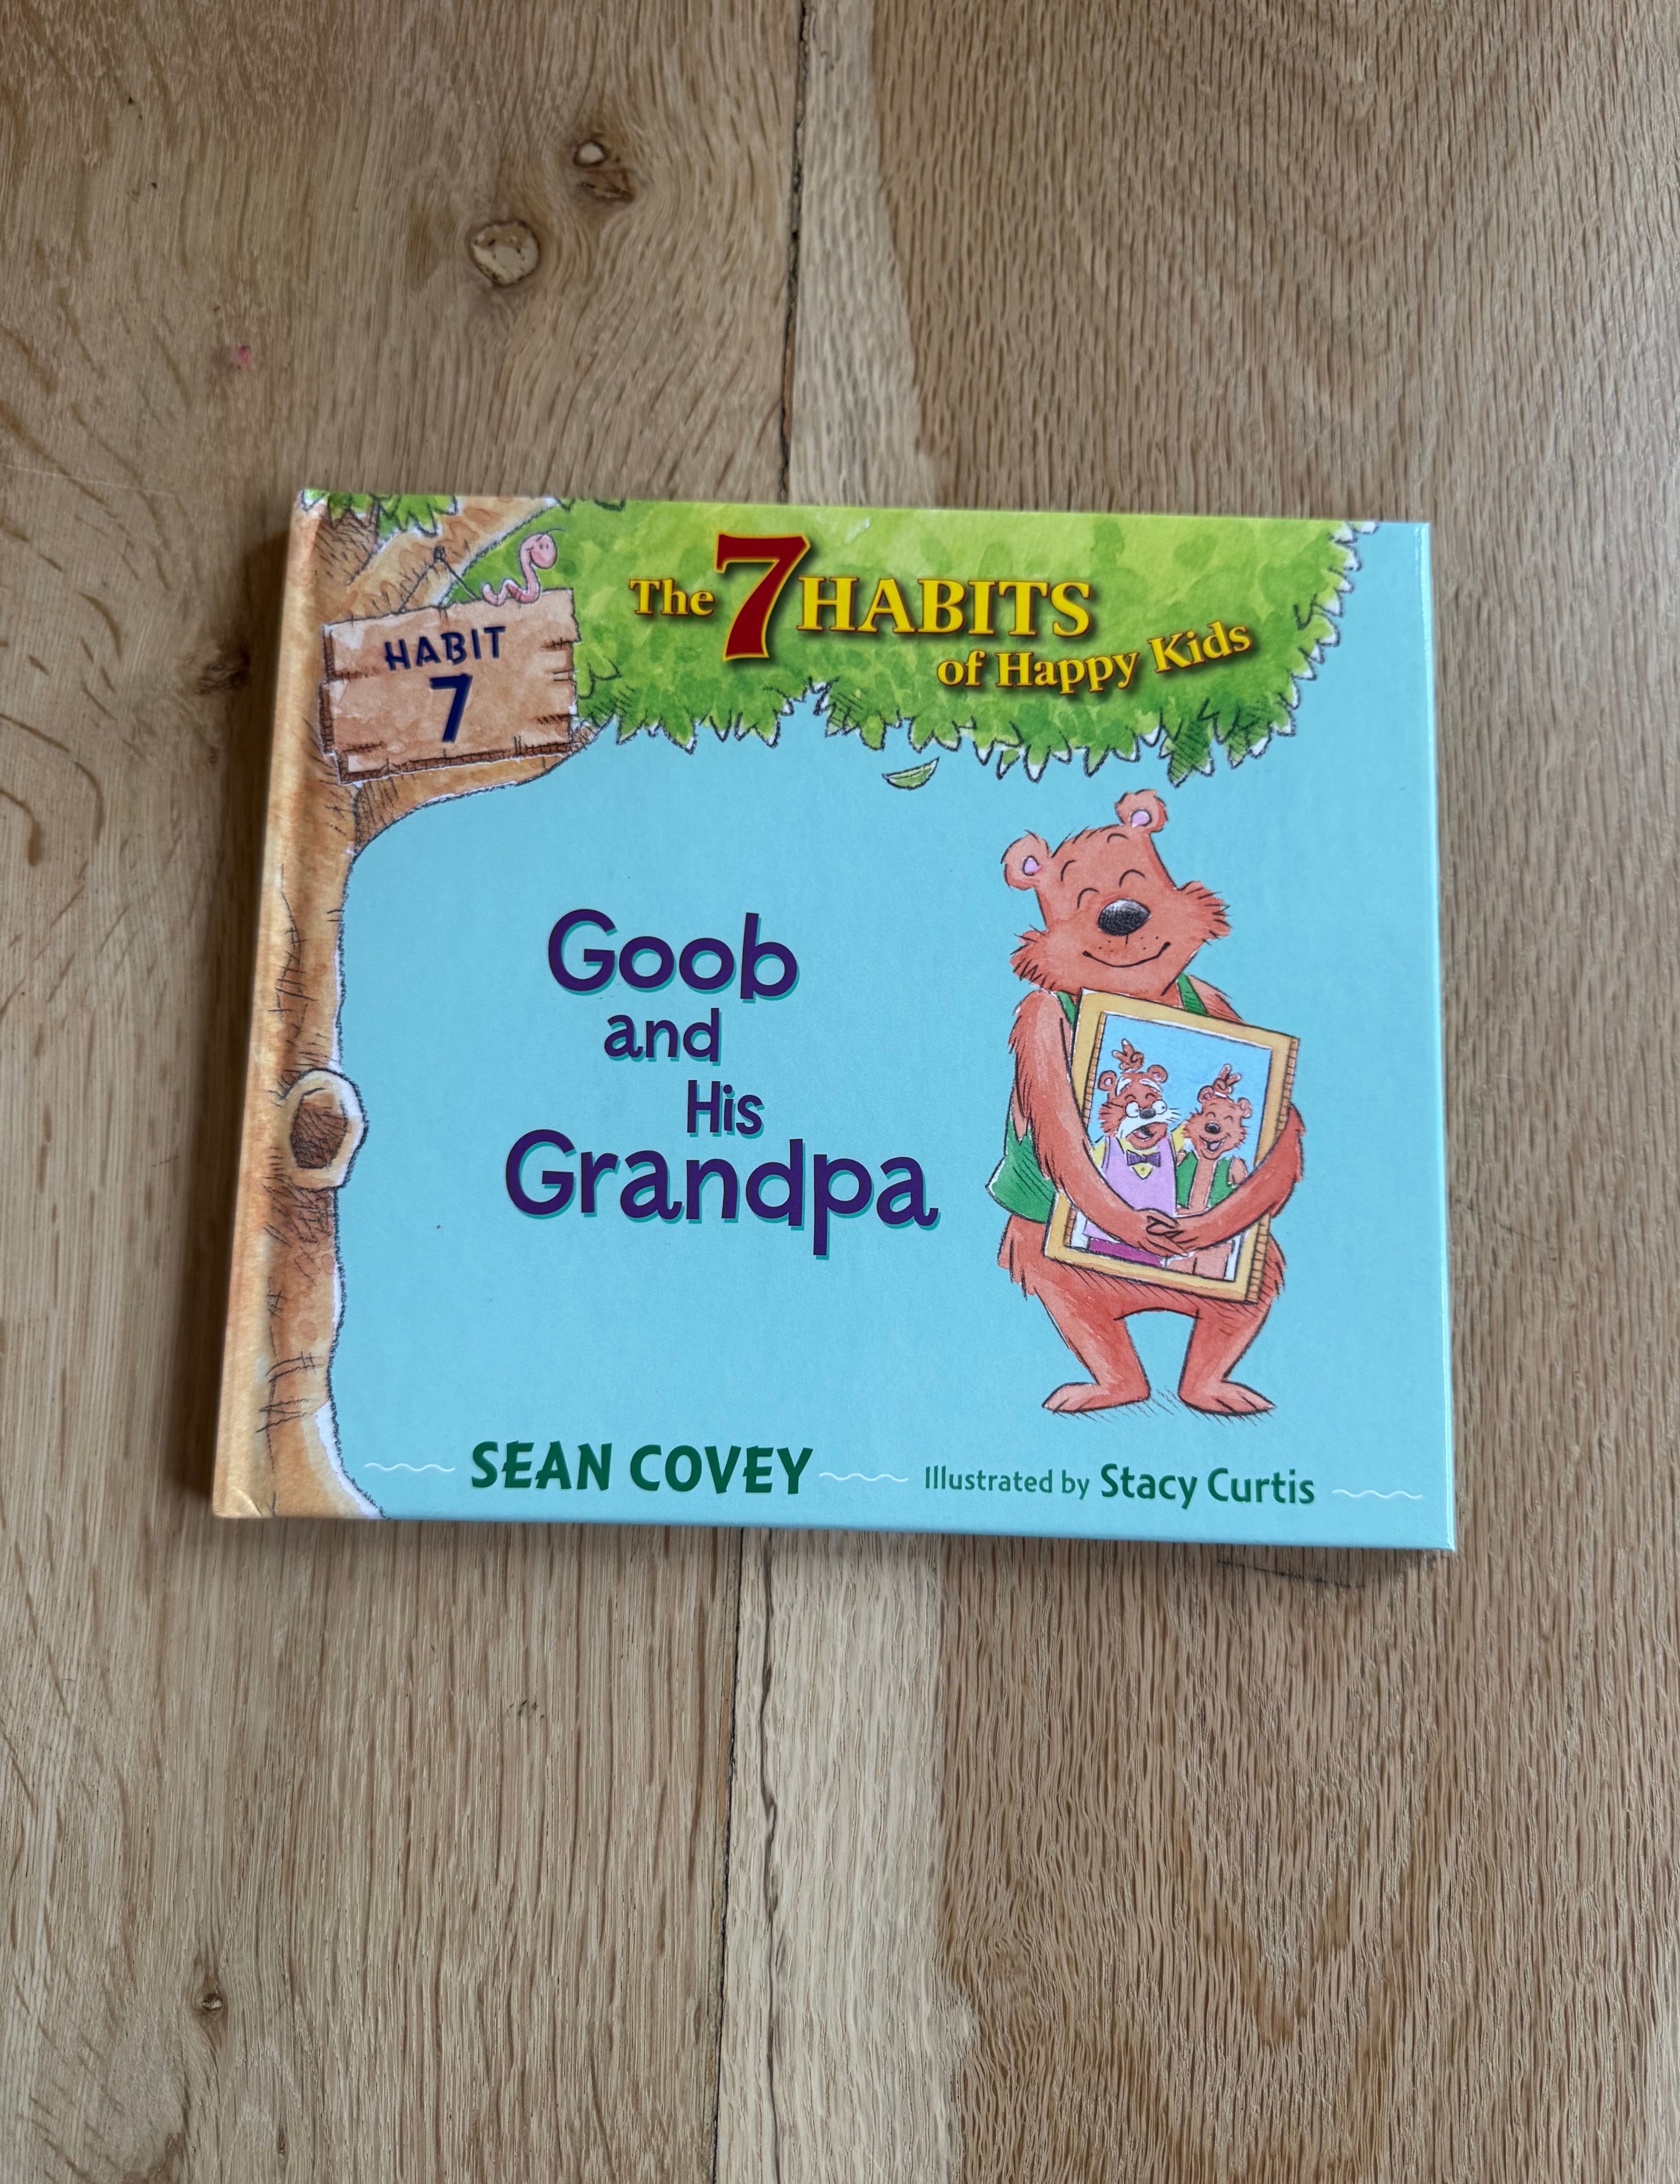 HABIT
7
The 7 HABITS
of Happy Kids
Goob
and
His
Grandpa
SEAN COVEY
Illustrated by Stacy Curtis